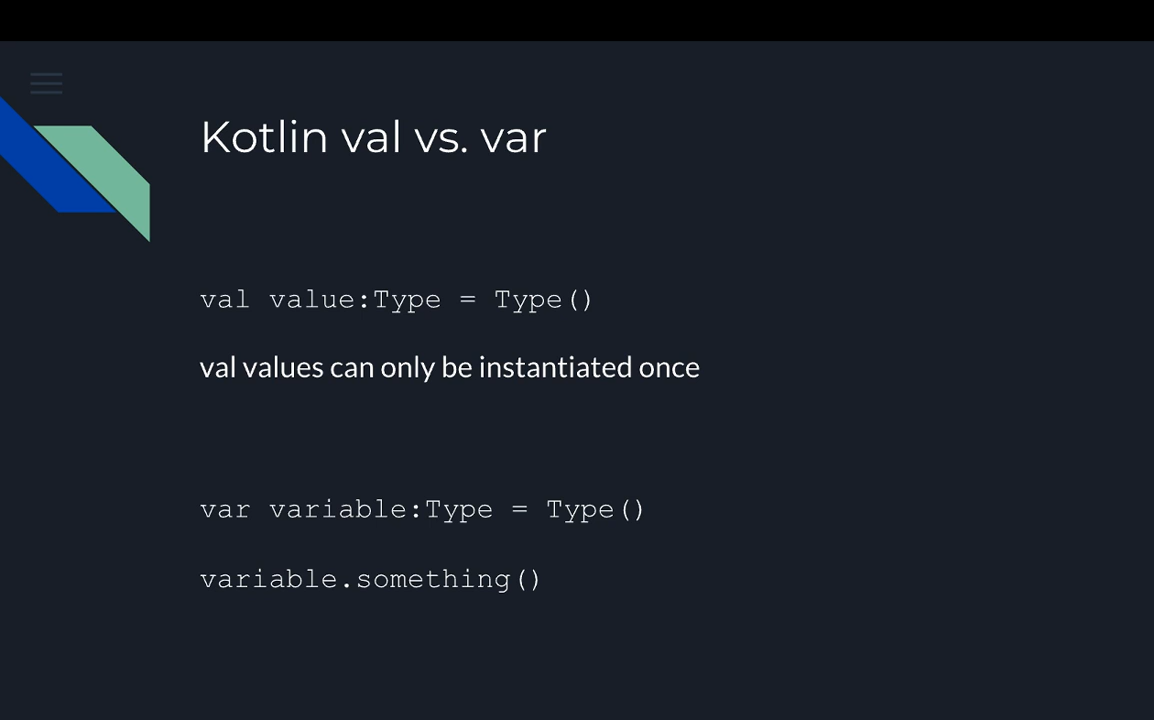 Kotlin val vs. var
val value:Type = Type()
val values can only be instantiated once
var variable:Type = Type()
variable.something()